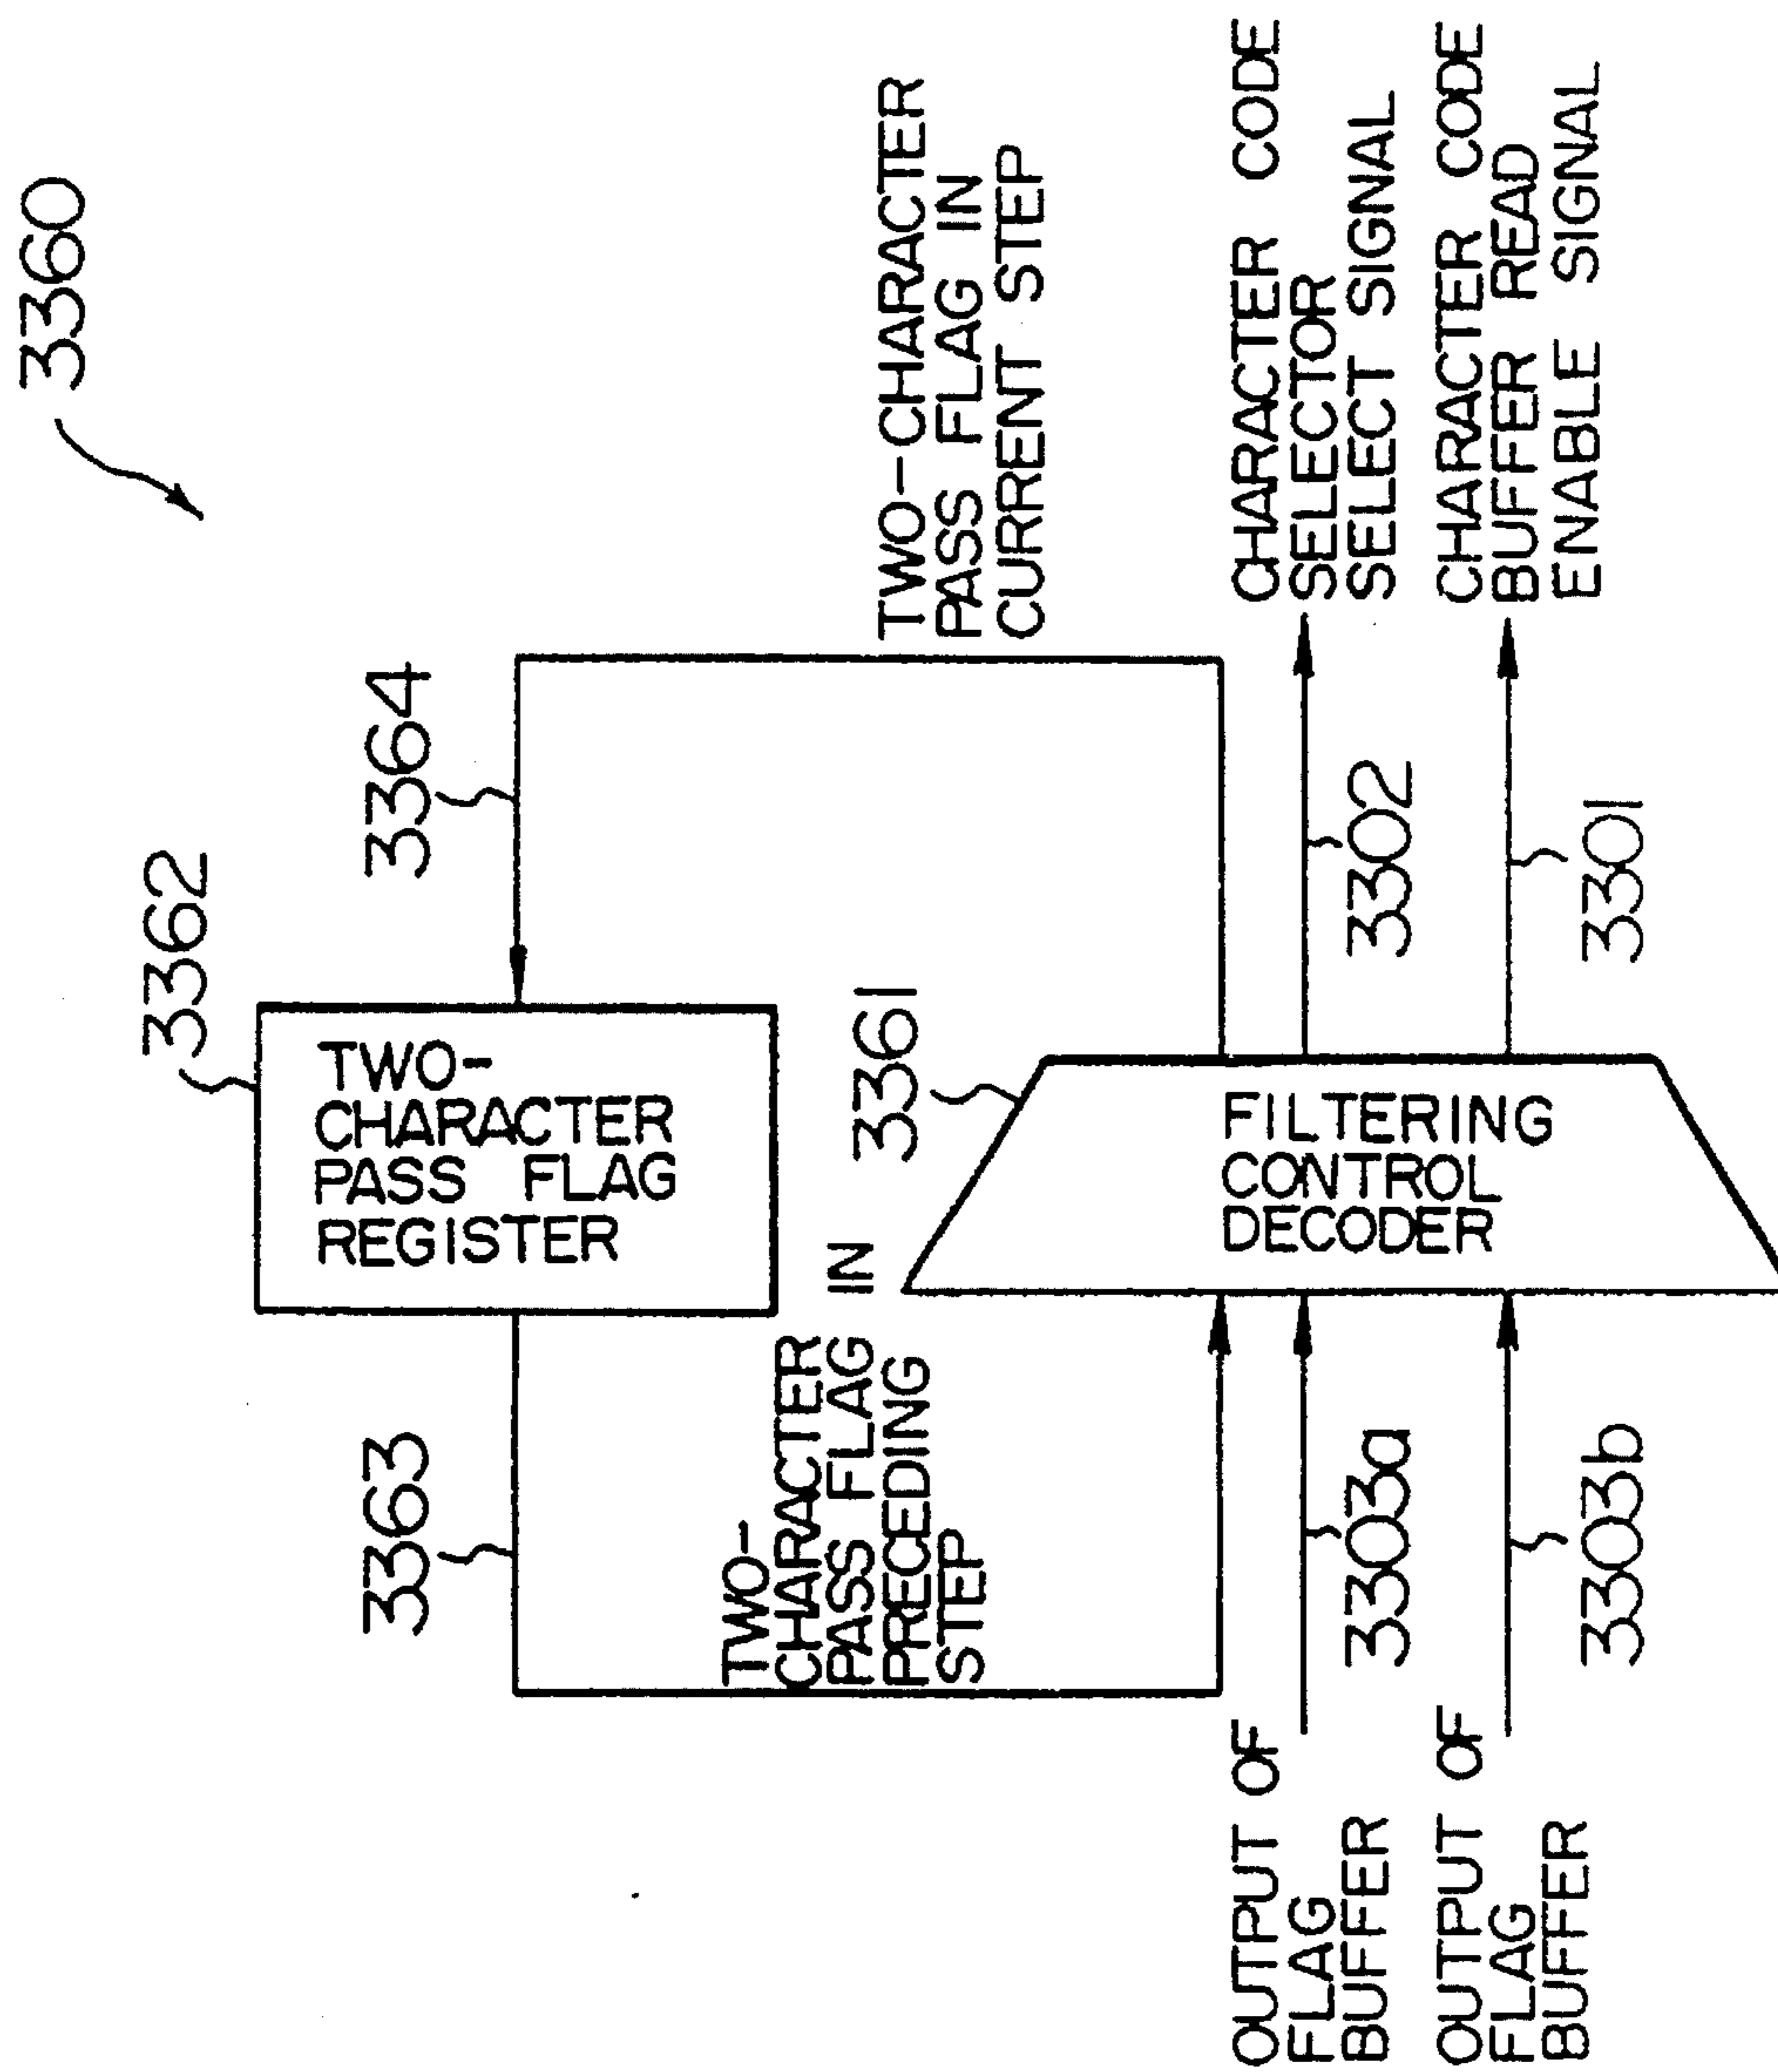 3360
3362
TWO-
CHARACTER
PASS FLAG
REGISTER
3363
3364
TWO-
CHARACTER
PASS FLAG IN
PRECEDING
STEP
TWO-CHARACTER
PASS FLAG IN
CURRENT STEP
3361
FILTERING
CONTROL
DECODER
OUTPUT OF
FLAG
BUFFER
3303a
OUTPUT OF
FLAG
BUFFER
3303b
3302
CHARACTER CODE
SELECTOR
SELECT SIGNAL
3301
CHARACTER CODE
BUFFER READ
ENABLE SIGNAL